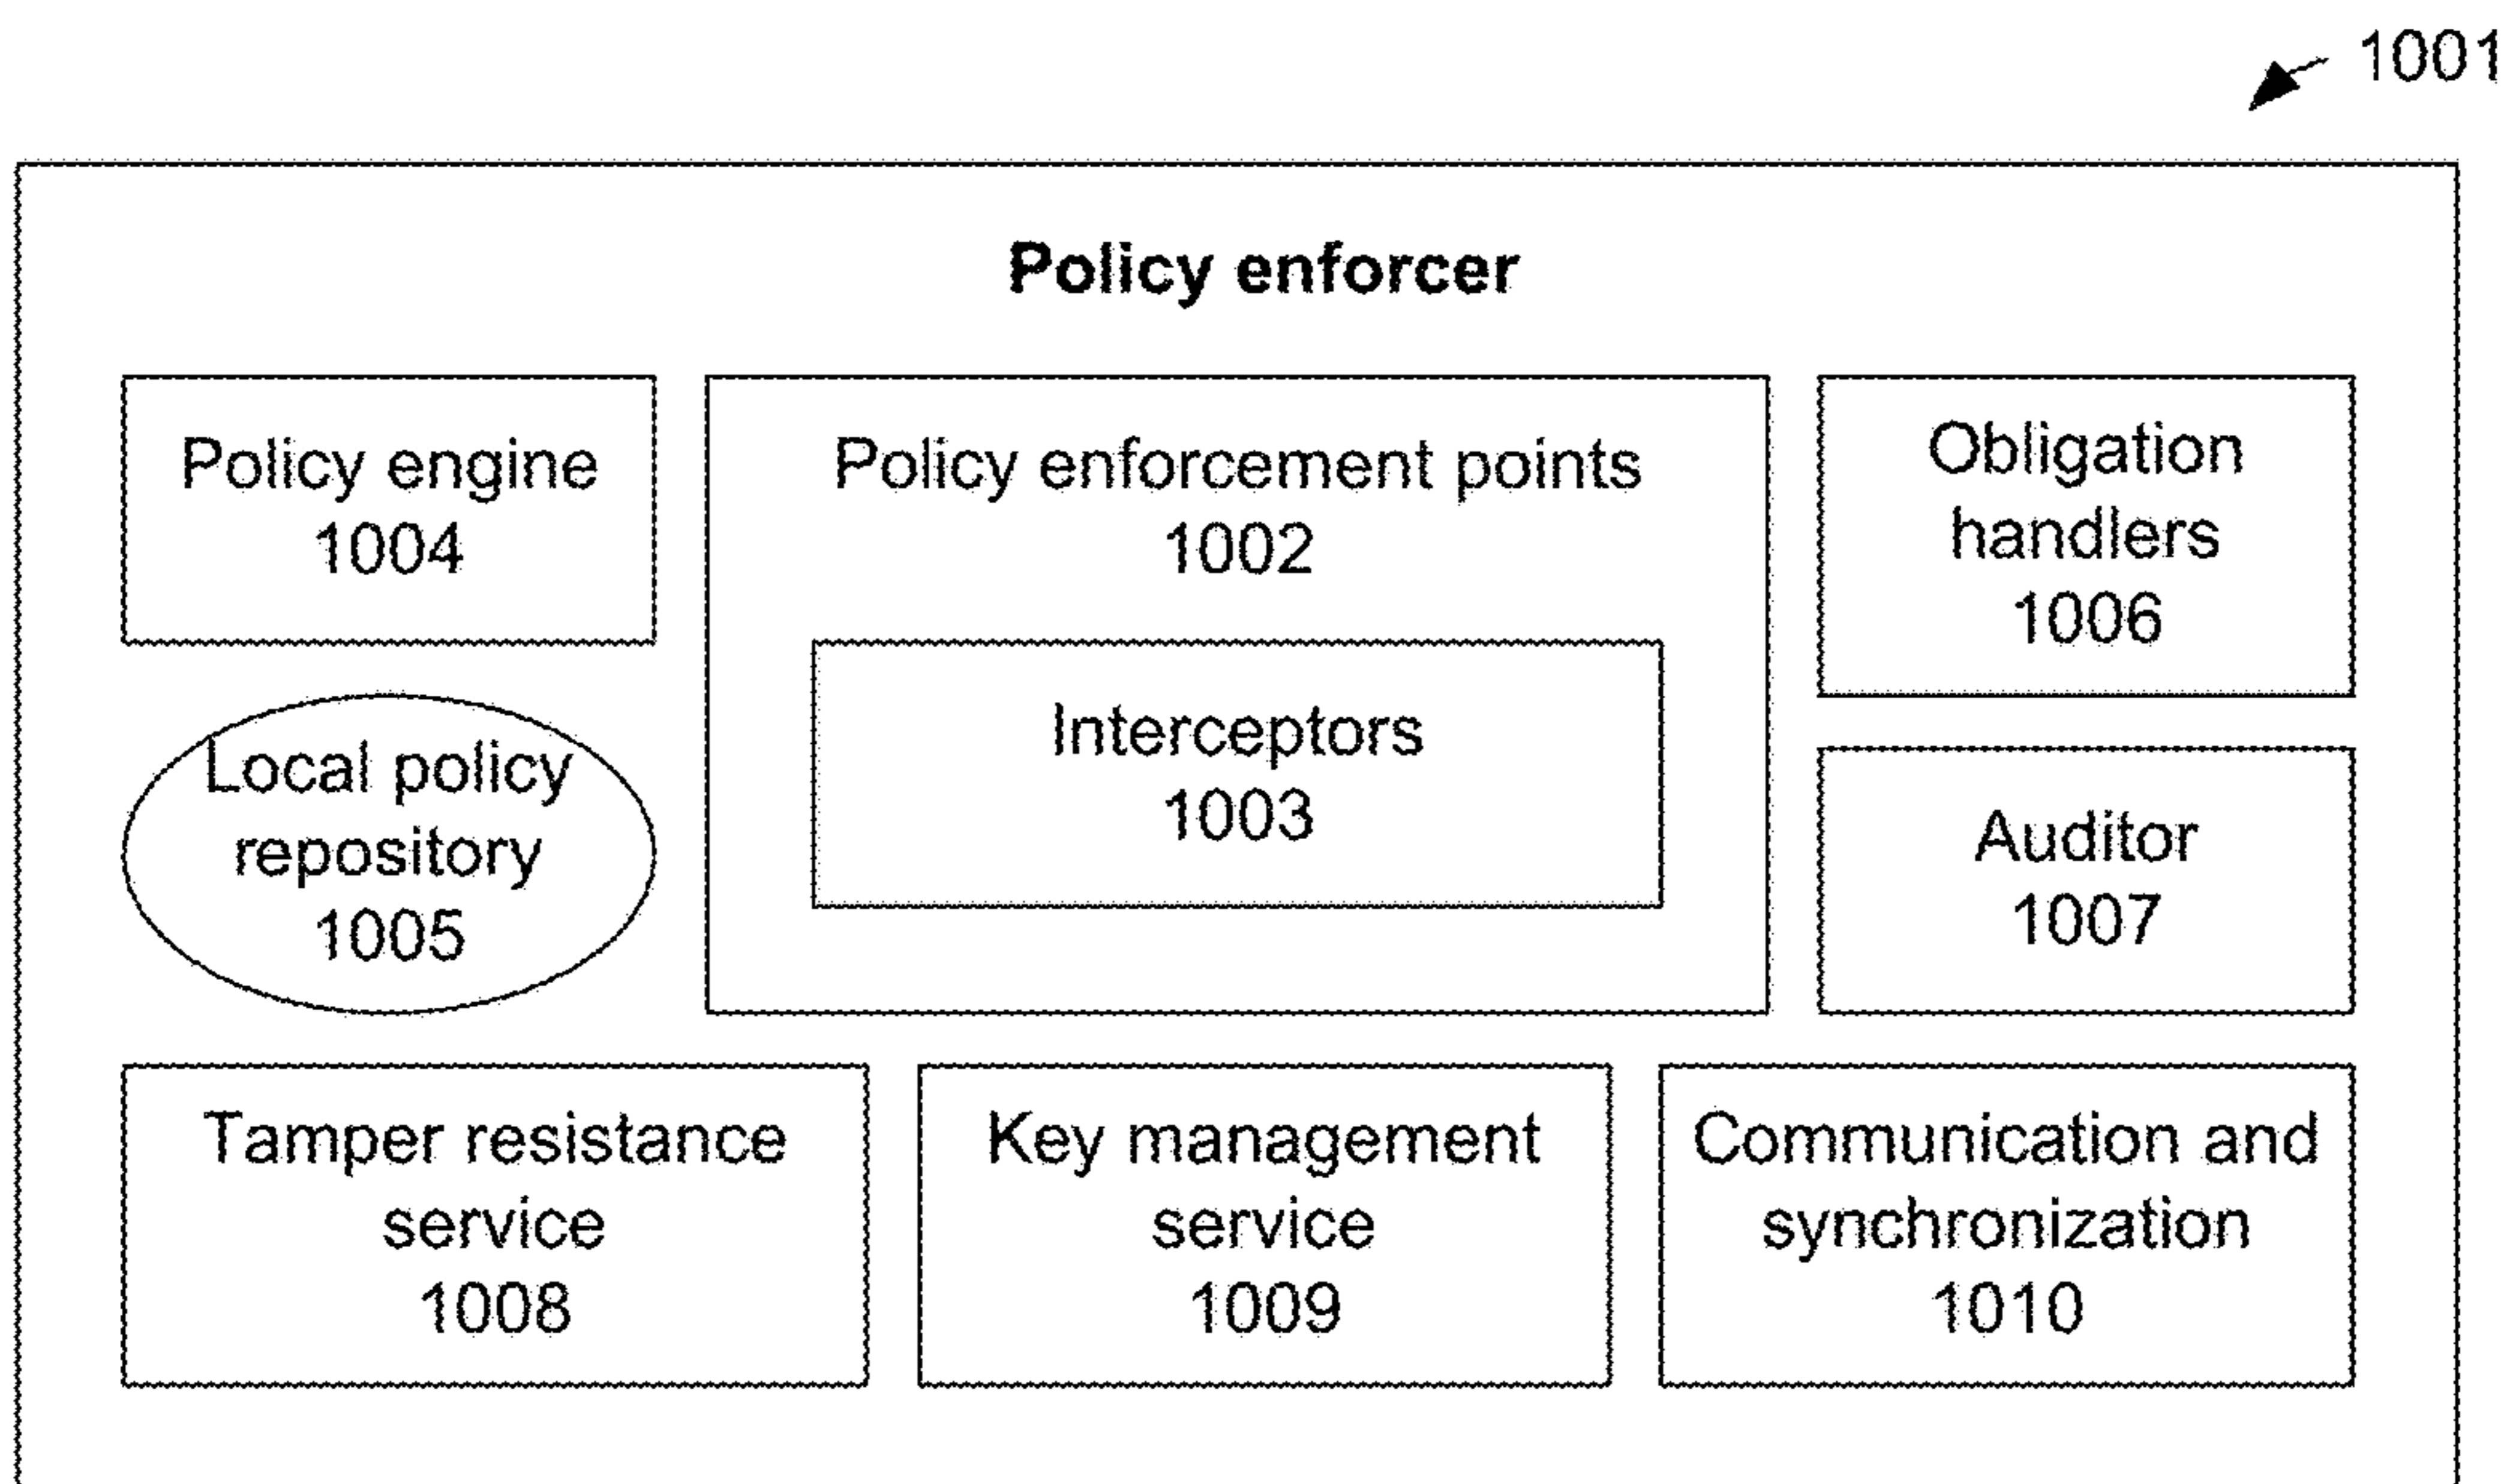 1001
Policy enforcer
Policy engine
1004
Policy enforcement points
1002
Obligation
handlers
1006
Interceptors
1003
Local policy
repository
1005
Auditor
1007
Tamper resistance
service
1008
Key management
service
1009
Communication and
synchronization
1010